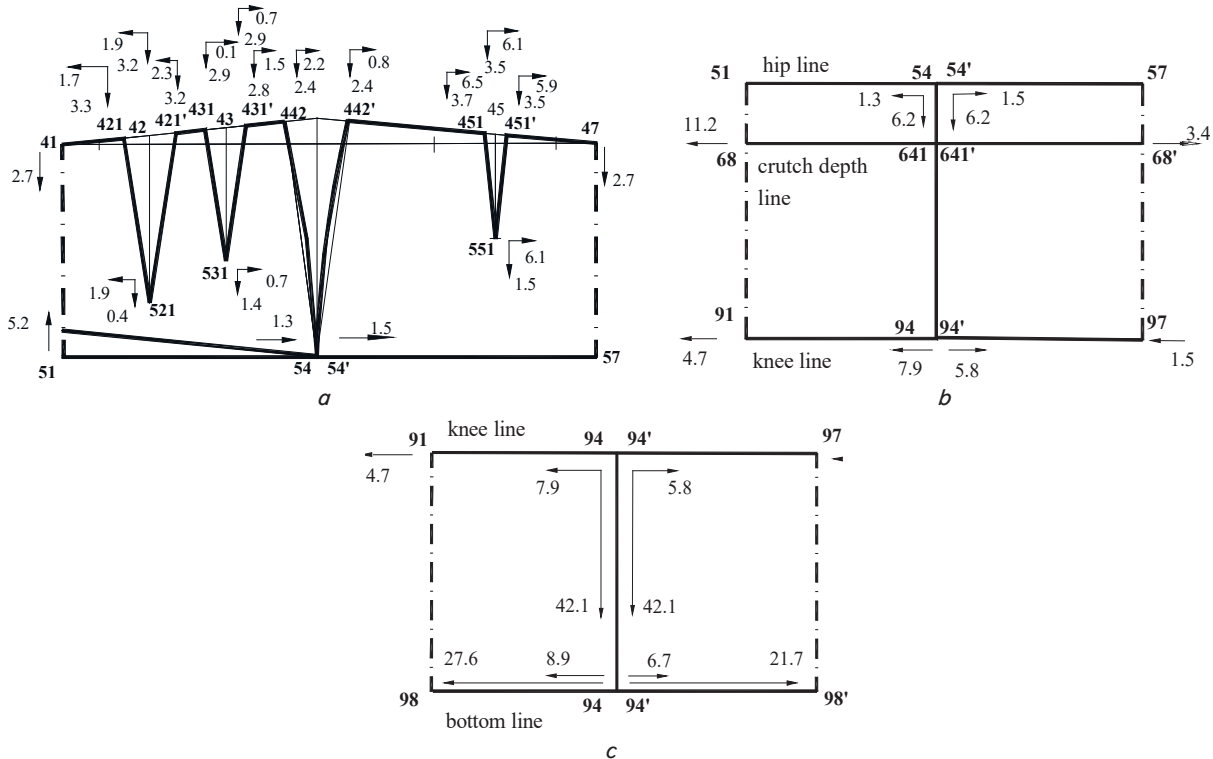 0.7
1.9 2.9 6.1
0.1
1.7 3.2 2.3 2.9 1.5 2.2 0.8 3.5
3.3 3.2 2.8 2.4 2.4 6.5 5.9
3.7 45 3.5
421 42 421' 431 43 431' 442 442' 451 451' 47
41
2.7 2.7
551
531 6.1
1.9 0.7 1.5
521 1.4
0.4
5.2 1.3 1.5
51 54 54' 57
a
51 hip line 54 54' 57
1.3 1.5
11.2 6.2 6.2 3.4
68 crutch depth 641 641' 68'
line
91 94 94' 97
4.7 knee line 7.9 5.8 1.5
b
91 knee line 94 94' 97
4.7 7.9 5.8
42.1 42.1
27.6 8.9 6.7 21.7
98 94 94' 98'
bottom line
c